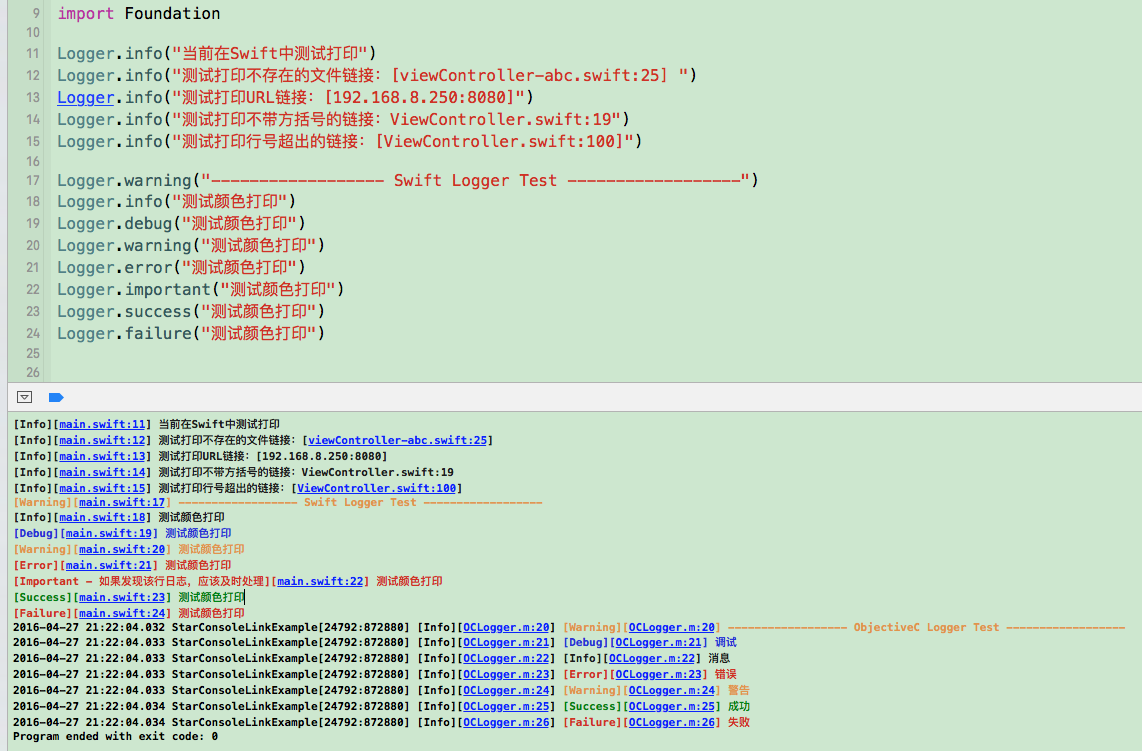 9 import Foundation
10
11 Logger.info("当前在Swift中测试打印")
12 Logger.info("测试打印不存在的文件链接: [viewController-abc.swift:25] ")
13 Logger.info("测试打印URL链接: [192.168.8.250:8080]")
14 Logger.info("测试打印不带方括号的链接: ViewController.swift:19")
15 Logger.info("测试打印行号超出的链接: [ViewController.swift:100]")
16
17 Logger.warning("------------------ Swift Logger Test ------------------")
18 Logger.info("测试颜色打印")
19 Logger.debug("测试颜色打印")
20 Logger.warning("测试颜色打印")
21 Logger.error("测试颜色打印")
22 Logger.important("测试颜色打印")
23 Logger.success("测试颜色打印")
24 Logger.failure("测试颜色打印")
25
26
[Info][main.swift:11] 当前在Swift中测试打印
[Info][main.swift:12] 测试打印不存在的文件链接: [viewController-abc.swift:25]
[Info][main.swift:13] 测试打印URL链接: [192.168.8.250:8080]
[Info][main.swift:14] 测试打印不带方括号的链接: ViewController.swift:19
[Info][main.swift:15] 测试打印行号超出的链接: [ViewController.swift:100]
[Warning][main.swift:17] ------------------ Swift Logger Test ------------------
[Info][main.swift:18] 测试颜色打印
[Debug][main.swift:19] 测试颜色打印
[Warning][main.swift:20] 测试颜色打印
[Error][main.swift:21] 测试颜色打印
[Important - 如果发现该行日志，应该及时处理][main.swift:22] 测试颜色打印
[Success][main.swift:23] 测试颜色打印
[Failure][main.swift:24] 测试颜色打印
2016-04-27 21:22:04.032 StarConsoleLinkExample[24792:872880] [Info][OCLogger.m:20] [Warning][OCLogger.m:20] ------------------ ObjectiveC Logger Test ------------------
2016-04-27 21:22:04.033 StarConsoleLinkExample[24792:872880] [Info][OCLogger.m:21] [Debug][OCLogger.m:21] 调试
2016-04-27 21:22:04.033 StarConsoleLinkExample[24792:872880] [Info][OCLogger.m:22] [Info][OCLogger.m:22] 消息
2016-04-27 21:22:04.033 StarConsoleLinkExample[24792:872880] [Info][OCLogger.m:23] [Error][OCLogger.m:23] 错误
2016-04-27 21:22:04.033 StarConsoleLinkExample[24792:872880] [Info][OCLogger.m:24] [Warning][OCLogger.m:24] 警告
2016-04-27 21:22:04.034 StarConsoleLinkExample[24792:872880] [Info][OCLogger.m:25] [Success][OCLogger.m:25] 成功
2016-04-27 21:22:04.034 StarConsoleLinkExample[24792:872880] [Info][OCLogger.m:26] [Failure][OCLogger.m:26] 失败
Program ended with exit code: 0